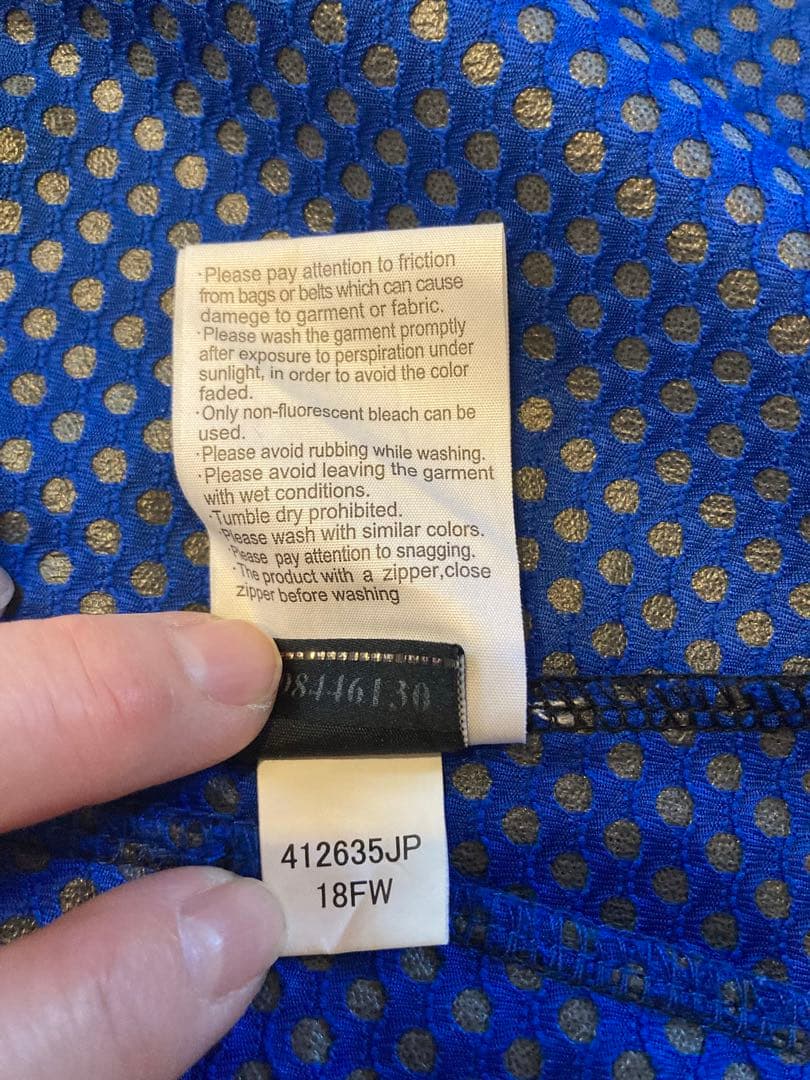 ·Please pay attention to friction
from bags or belts which can cause
damege to garment or fabric.
·Please wash the garment promptly
after exposure to perspiration under
sunlight, in order to avoid the color
faded.
·Only non-fluorescent bleach can be
used.
·Please avoid rubbing while washing.
·Please avoid leaving the garment
with wet conditions.
·Tumble dry prohibited.
·Please wash with similar colors.
·Please pay attention to snagging.
·The product with a zipper,close
zipper before washing
412635JP
18FW